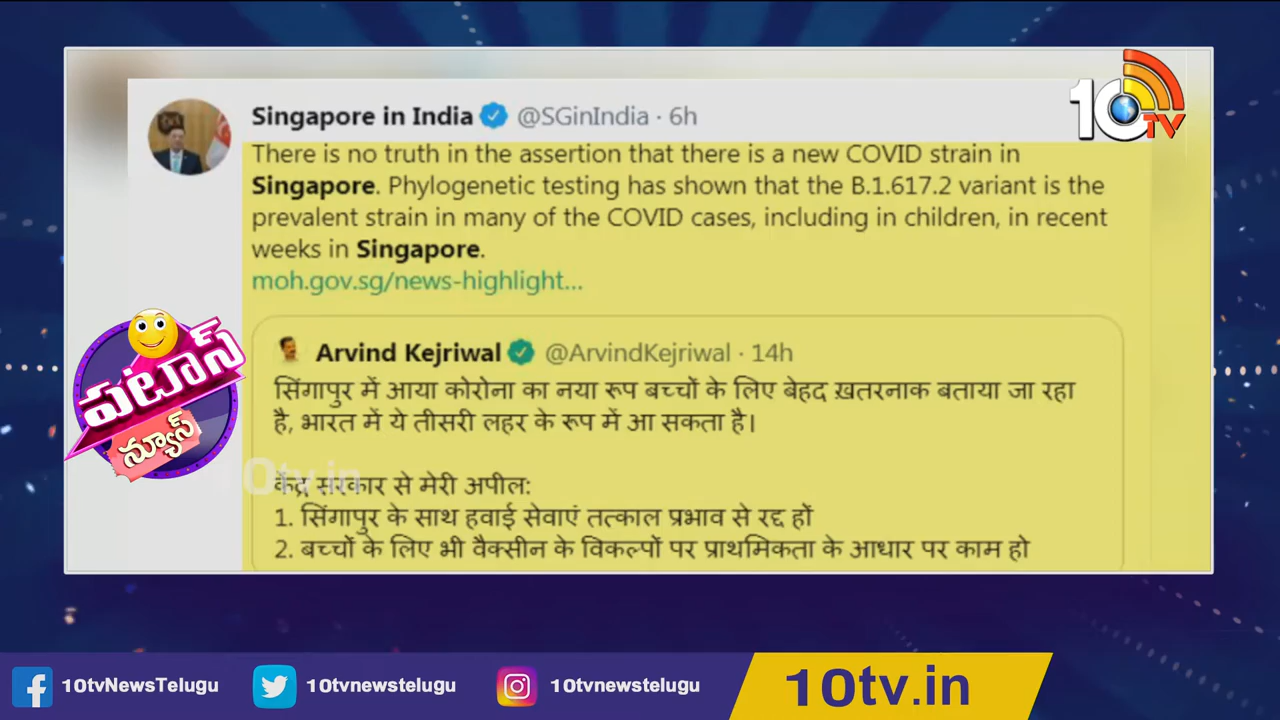 10TV
Singapore in India @SGinIndia · 6h
There is no truth in the assertion that there is a new COVID strain in
Singapore. Phylogenetic testing has shown that the B.1.617.2 variant is the
prevalent strain in many of the COVID cases, including in children, in recent
weeks in Singapore.
moh.gov.sg/news-highlight...
Arvind Kejriwal @ArvindKejriwal · 14h
सिंगापुर में आया कोरोना का नया रूप बच्चों के लिए बेहद ख़तरनाक बताया जा रहा
है, भारत में ये तीसरी लहर के रूप में आ सकता है।
केंद्र सरकार से मेरी अपील:
1. सिंगापुर के साथ हवाई सेवाएं तत्काल प्रभाव से रद्द हों
2. बच्चों के लिए भी वैक्सीन के विकल्पों पर प्राथमिकता के आधार पर काम हो
పటాస్
న్యూస్
10tv.in
10tvNewsTelugu
10tvnewstelugu
10tvnewstelugu
10tv.in